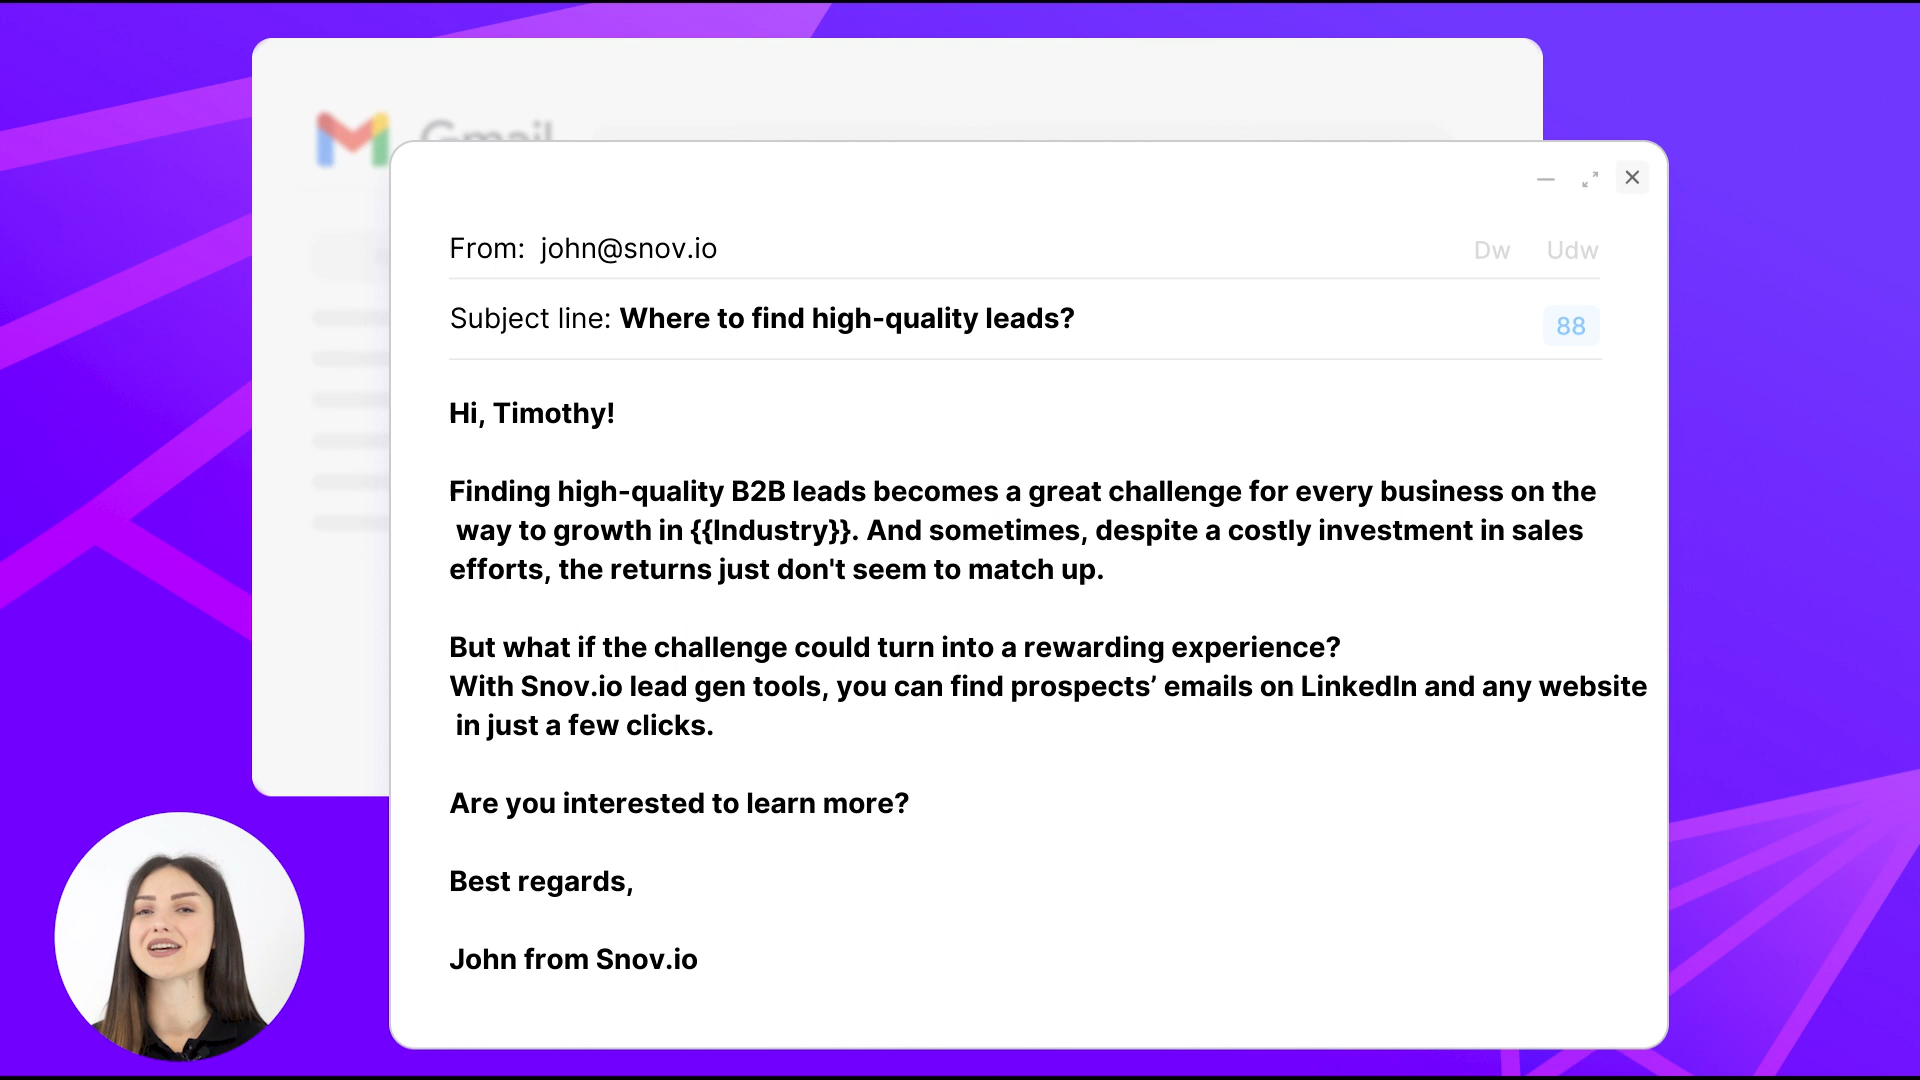 Gmail
From: john@snov.io
Dw Udw
Subject line: Where to find high-quality leads?
88
Hi, Timothy!
Finding high-quality B2B leads becomes a great challenge for every business on the
way to growth in {{Industry}}. And sometimes, despite a costly investment in sales
efforts, the returns just don't seem to match up.
But what if the challenge could turn into a rewarding experience?
With Snov.io lead gen tools, you can find prospects’ emails on LinkedIn and any website
in just a few clicks.
Are you interested to learn more?
Best regards,
John from Snov.io